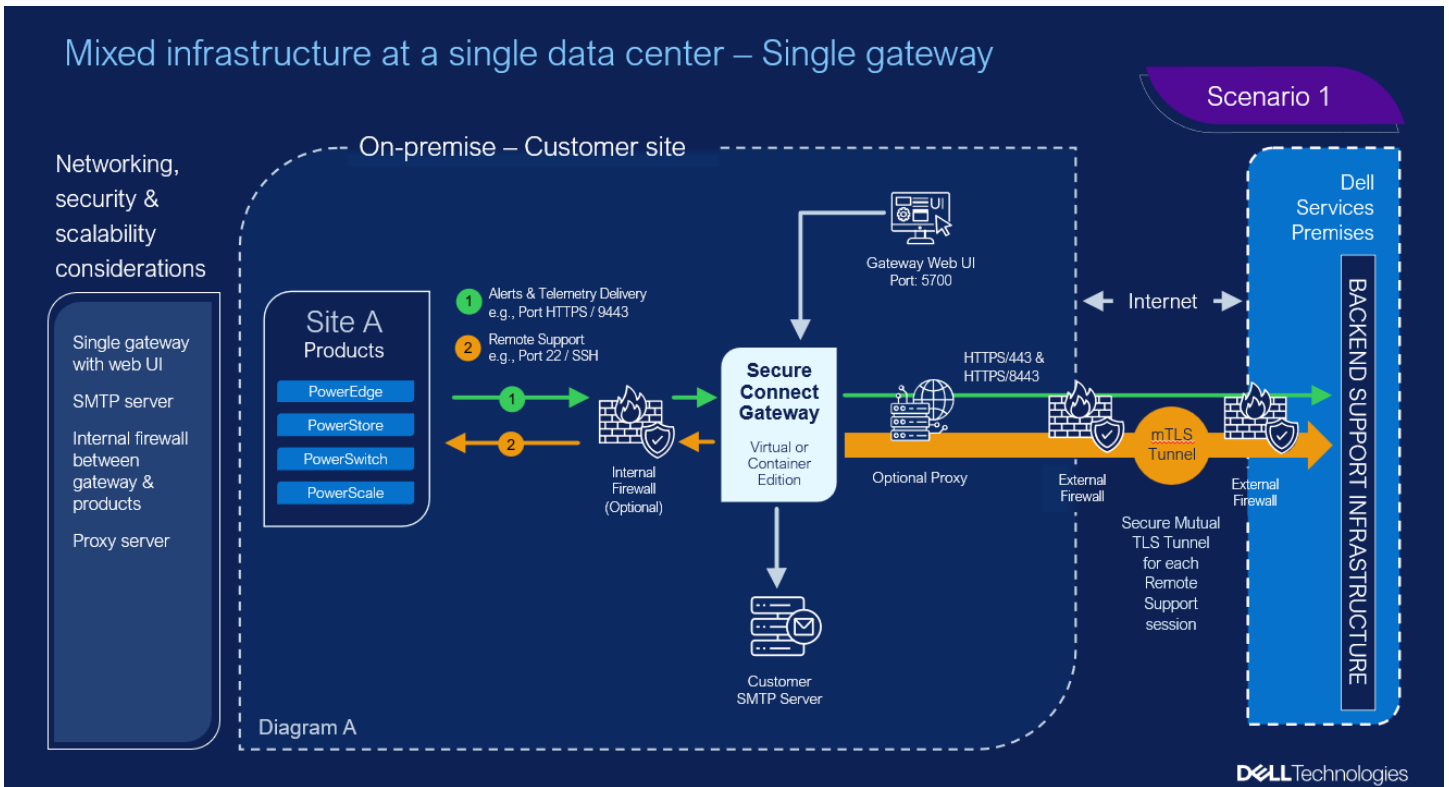 Mixed infrastructure at a single data center – Single gateway
Scenario 1
Networking,
security &
scalability
considerations
Single gateway
with web UI
SMTP server
Internal firewall
between
gateway &
products
Proxy server
On-premise – Customer site
Site A
Products
PowerEdge
PowerStore
PowerSwitch
PowerScale
1
Alerts & Telemetry Delivery
e.g., Port HTTPS / 9443
2
Remote Support
e.g., Port 22 / SSH
1
2
Internal
Firewall
(Optional)
UI
Gateway Web UI
Port: 5700
Secure
Connect
Gateway
Virtual or
Container
Edition
Customer
SMTP Server
HTTPS/443 &
HTTPS/8443
Optional Proxy
External
Firewall
Internet
mTLS
Tunnel
Secure Mutual
TLS Tunnel
for each
Remote
Support
session
External
Firewall
Dell
Services
Premises
BACKEND SUPPORT INFRASTRUCTURE
Diagram A
DELLTechnologies